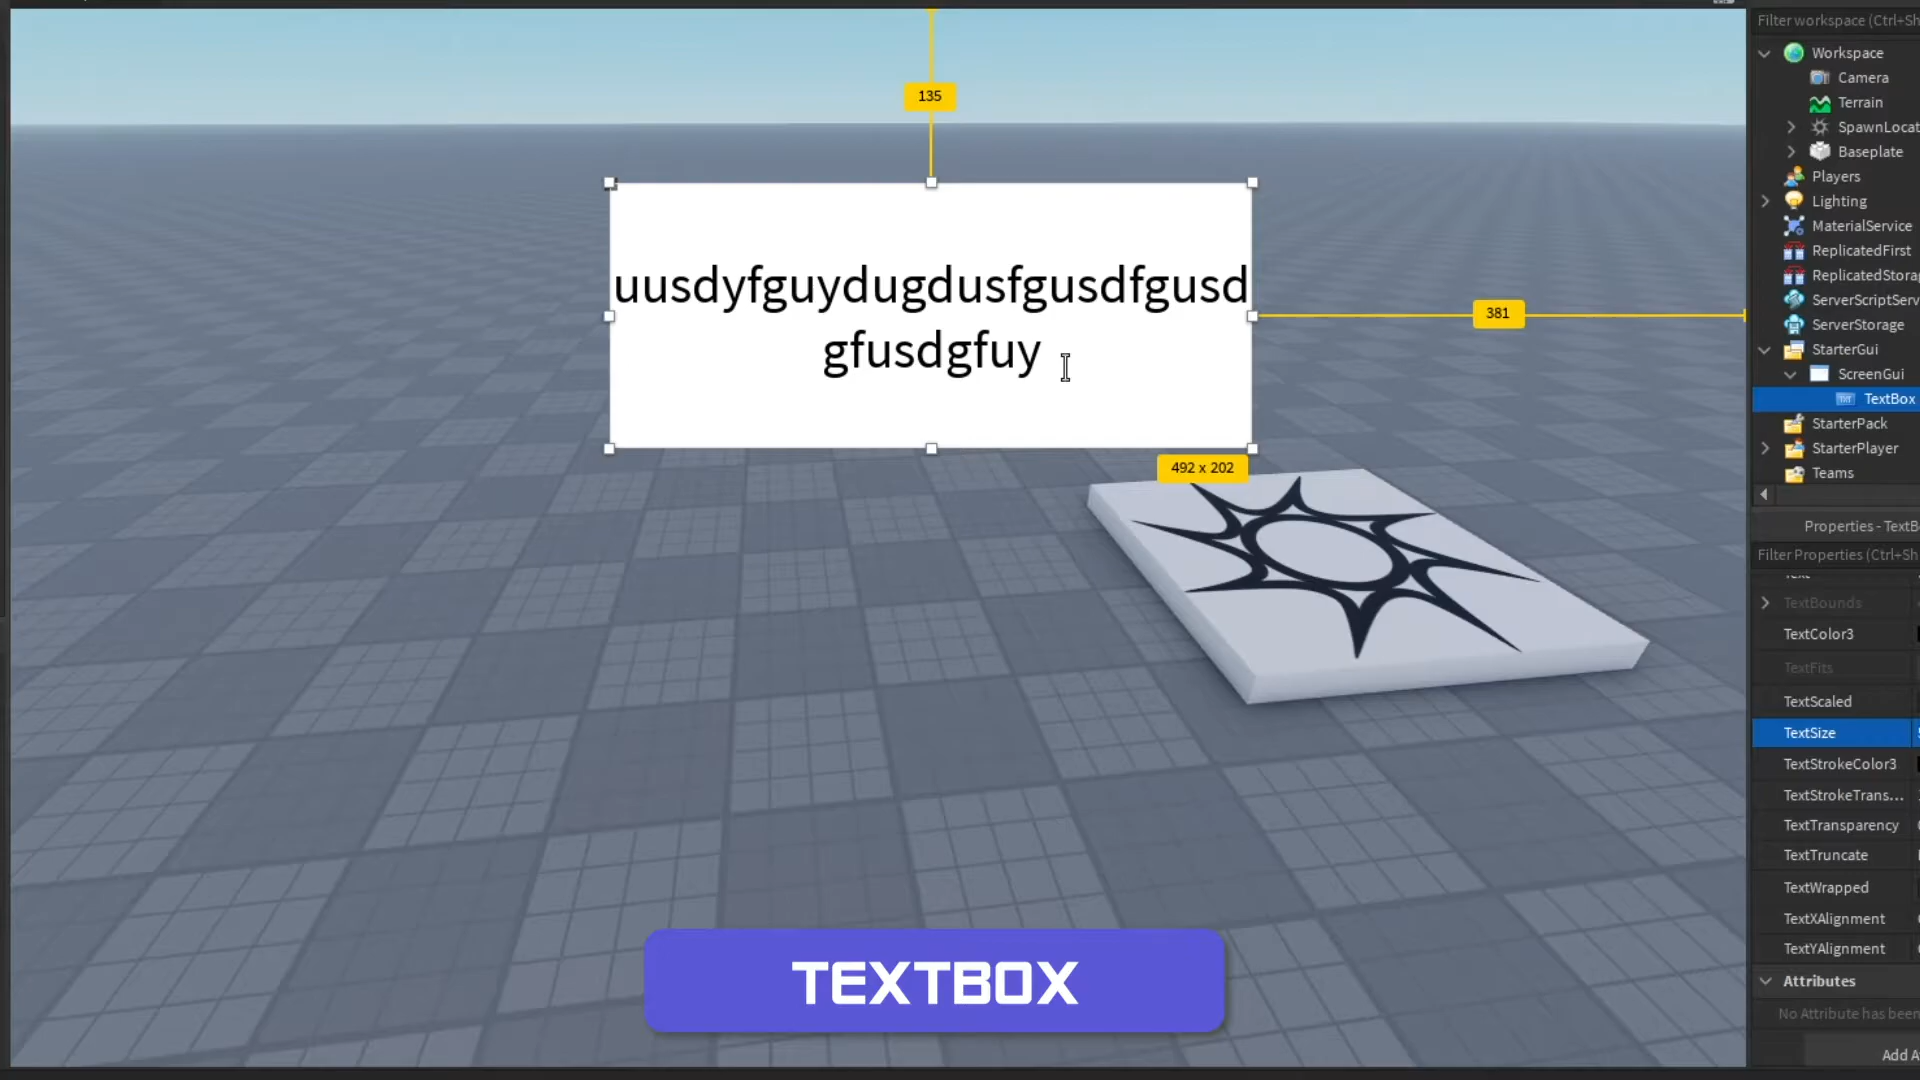 135
uusdyfguydugdusfgusdfgusd
gfusdgfuy
381
492 x 202
TEXTBOX
Filter workspace (Ctrl+Sh
Workspace
Camera
Terrain
SpawnLocat
Baseplate
Players
Lighting
MaterialService
ReplicatedFirst
ReplicatedStorag
ServerScriptServ
ServerStorage
StarterGui
ScreenGui
TextBox
StarterPack
StarterPlayer
Teams
Properties - TextB
Filter Properties (Ctrl+Sh
Text
TextBounds
TextColor3
TextFits
TextScaled
TextSize
TextStrokeColor3
TextStrokeTrans...
TextTransparency
TextTruncate
TextWrapped
TextXAlignment
TextYAlignment
Attributes
No Attribute has been
Add A